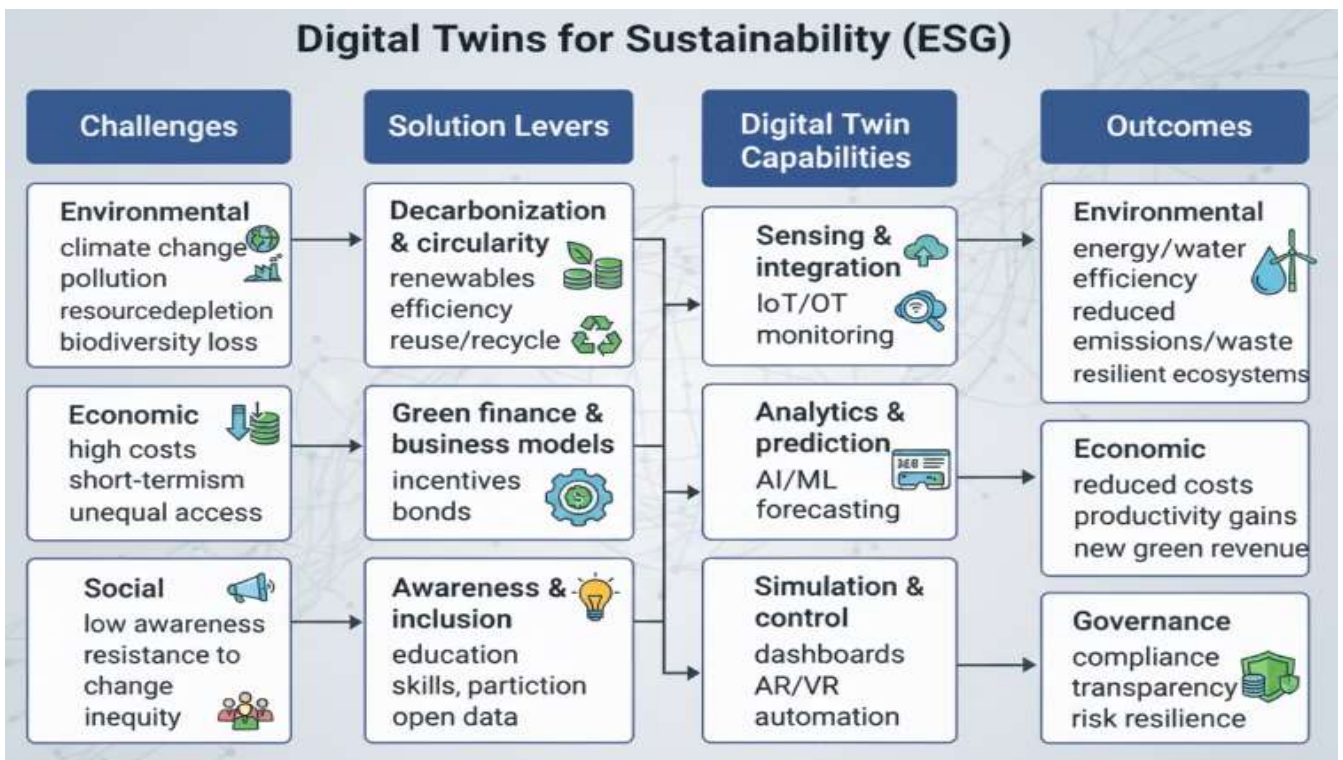 Digital Twins for Sustainability (ESG)
Challenges
Environmental
climate change
pollution
resourcedepletion
biodiversity loss
Economic
high costs
short-termism
unequal access
Social
low awareness
resistance to
change
inequity
Solution Levers
Decarbonization
& circularity
renewables
efficiency
reuse/recycle
Green finance &
business models
incentives
bonds
Awareness &
inclusion
education
skills, partiction
open data
Digital Twin
Capabilities
Sensing &
integration
IoT/OT
monitoring
Analytics &
prediction
AI/ML
forecasting
Simulation &
control
dashboards
AR/VR
automation
Outcomes
Environmental
energy/water
efficiency
reduced
emissions/waste
resilient ecosystems
Economic
reduced costs
productivity gains
new green revenue
Governance
compliance
transparency
risk resilience